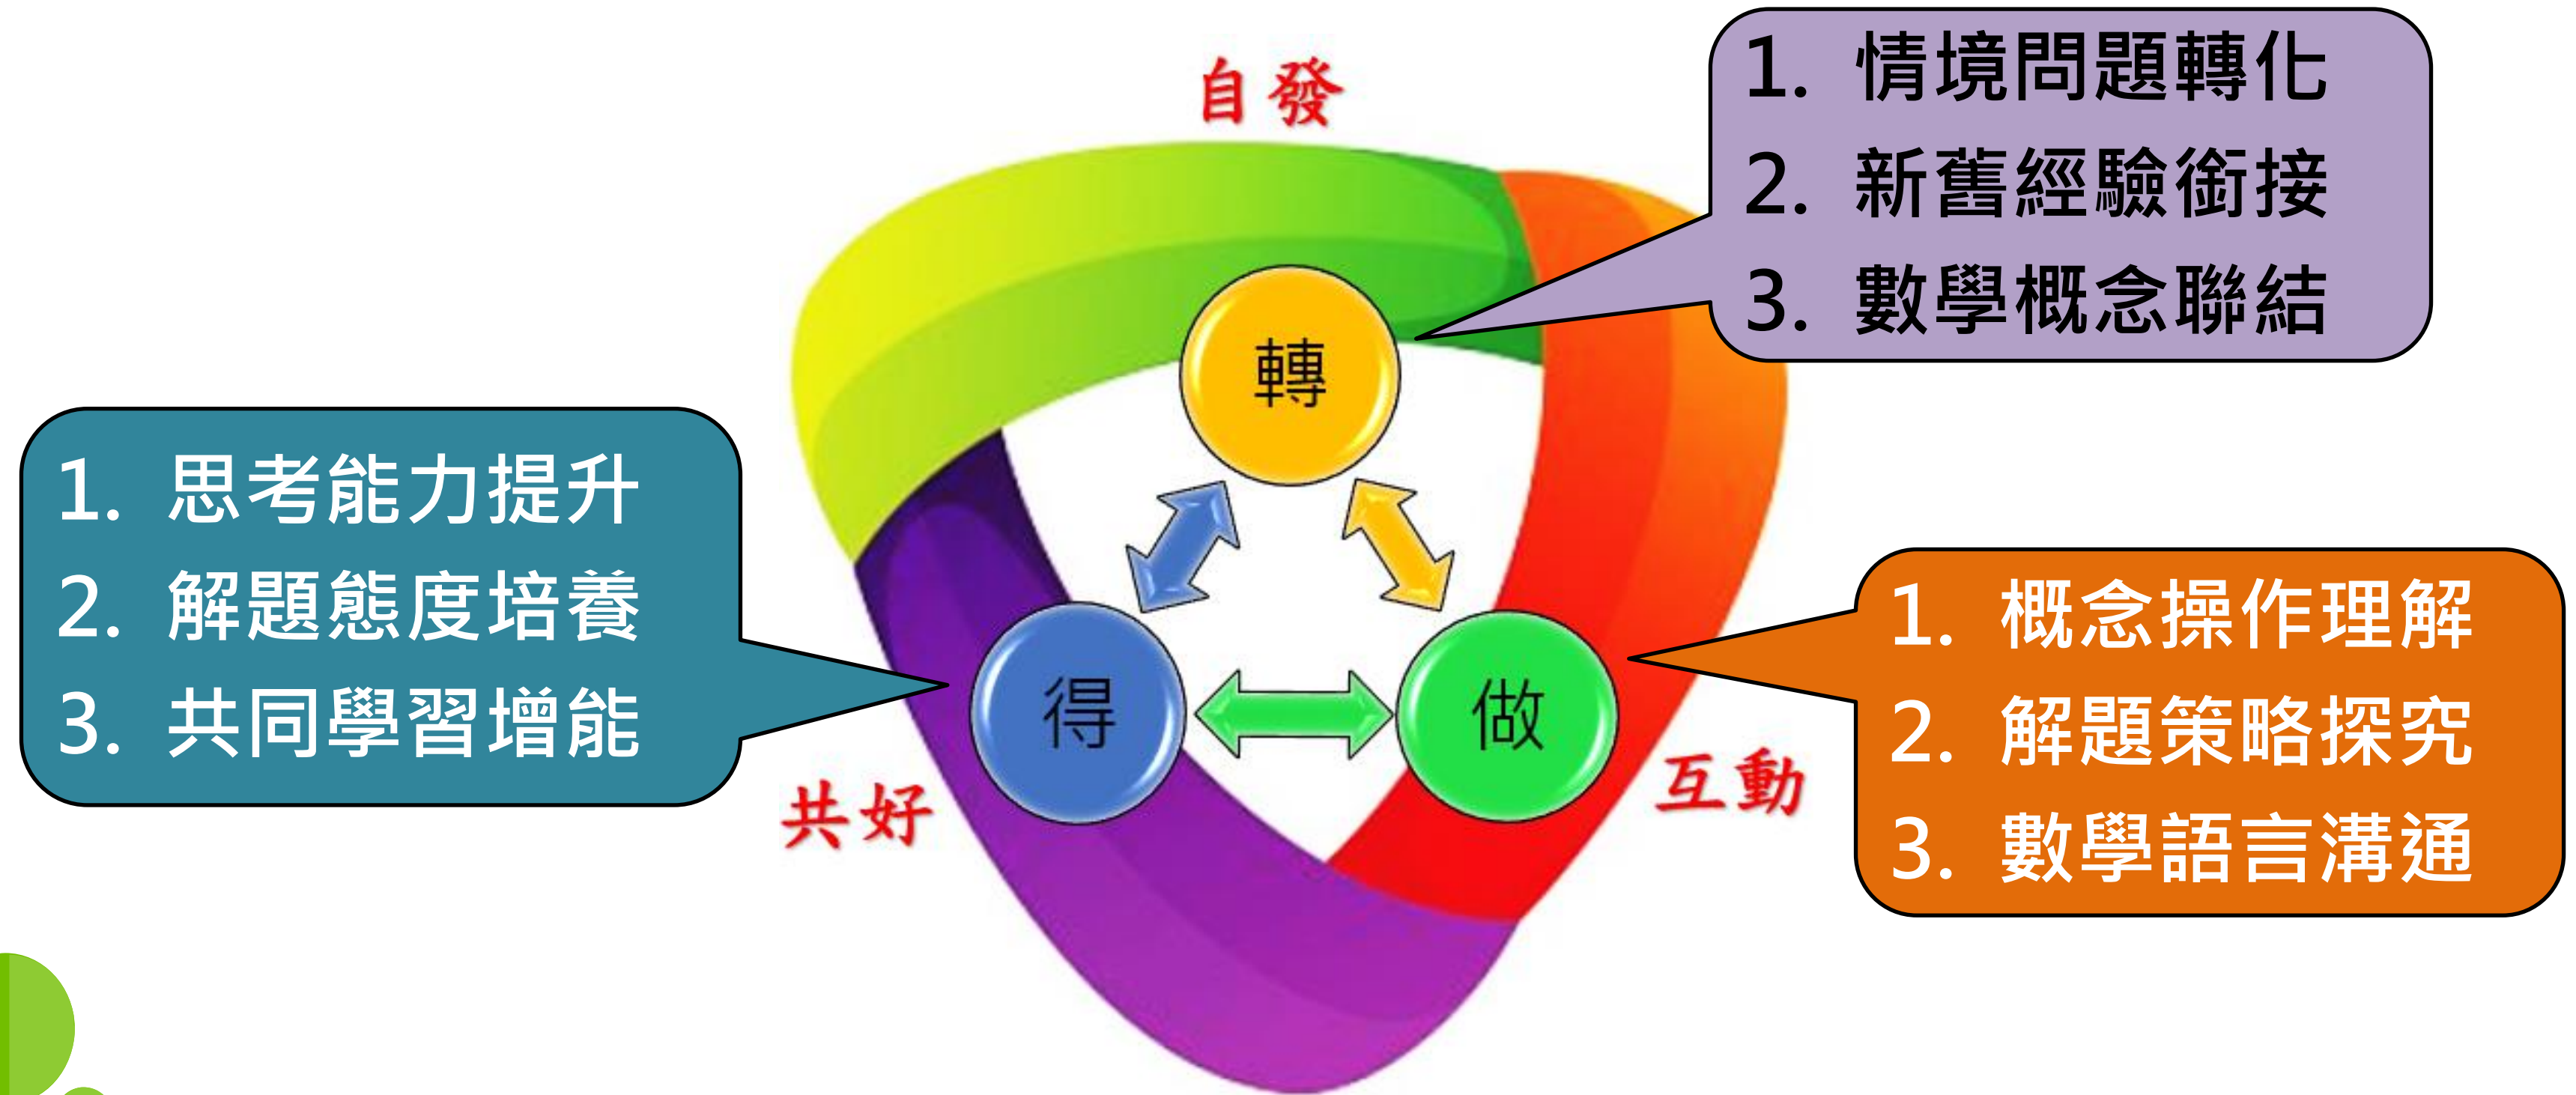 自發
1. 情境問題轉化
2. 新舊經驗銜接
3. 數學概念聯結
轉
1. 思考能力提升
2. 解題態度培養
3. 共同學習增能
得
做
1. 概念操作理解
2. 解題策略探究
3. 數學語言溝通
共好
互動